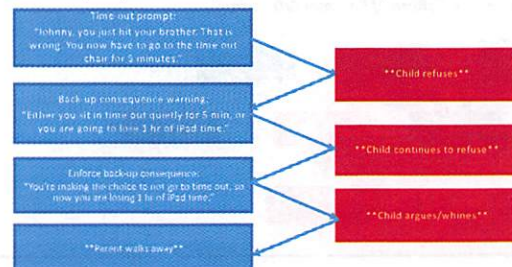 Time out prompt:
"Johnny, you just hit your brother. That is
wrong. You now have to go to the time out
chair for 5 minutes."
**Child refuses**
Back-up consequence warning:
"Either you sit in time out quietly for 5 min, or
you are going to lose 1 hr of iPad time."
**Child continues to refuse**
Enforce back-up consequence:
"You're making the choice to not go to time out, so
now you are losing 1 hr of iPad time."
**Child argues/whines**
**Parent walks away**